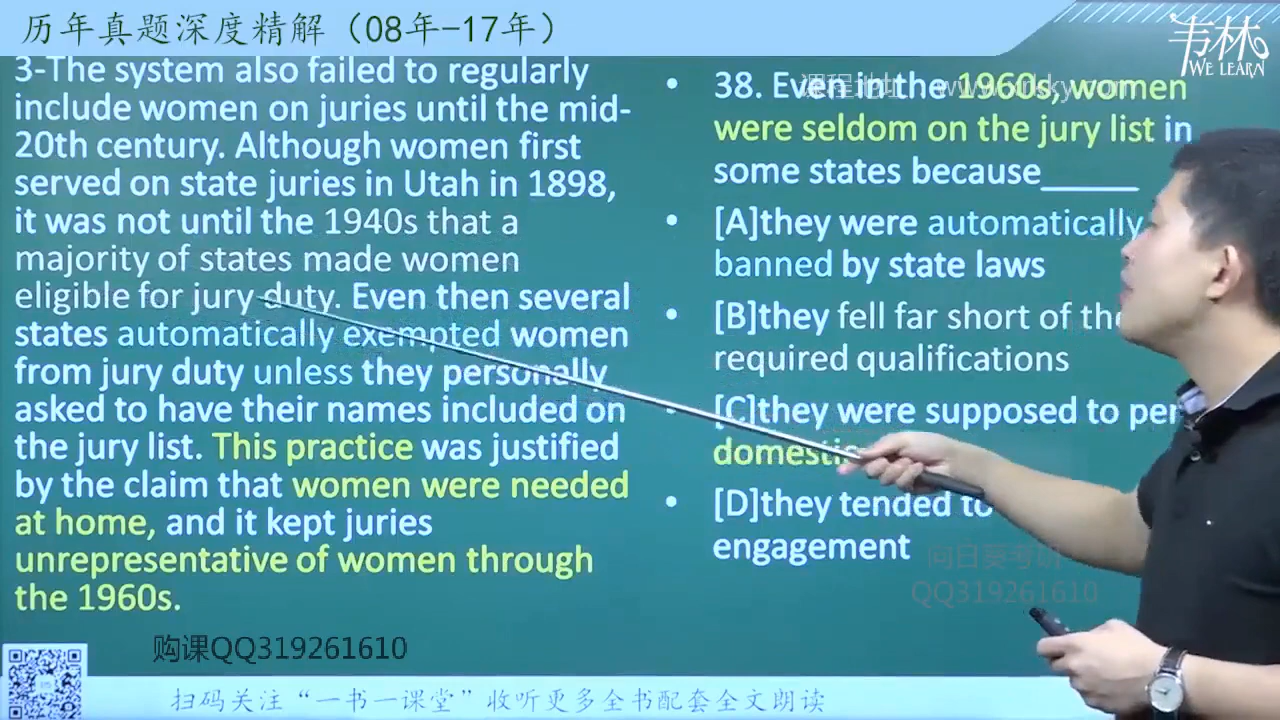 历年真题深度精解（08年-17年）
韦林
WE LEARN
3-The system also failed to regularly
include women on juries until the mid-
20th century. Although women first
served on state juries in Utah in 1898,
it was not until the 1940s that a
majority of states made women
eligible for jury duty. Even then several
states automatically exempted women
from jury duty unless they personally
asked to have their names included on
the jury list. This practice was justified
by the claim that women were needed
at home, and it kept juries
unrepresentative of women through
the 1960s.
• 38. Even in the 1960s, women
were seldom on the jury list in
some states because_____
• [A]they were automatically
banned by state laws
• [B]they fell far short of the
required qualifications
• [C]they were supposed to per
domestic
• [D]they tended to
engagement
向日葵考研
QQ319261610
购课QQ319261610
扫码关注“一书一课堂”收听更多全书配套全文朗读